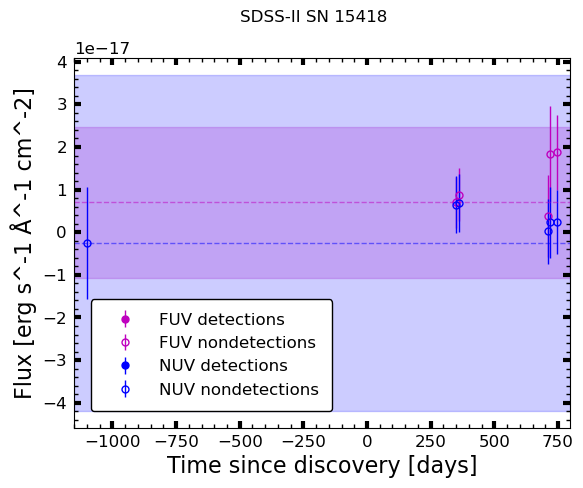 SDSS-II SN 15418
1e−17
4
3
2
1
0
−1
−2
−3
−4
Flux [erg s^-1 Å^-1 cm^-2]
FUV detections
FUV nondetections
NUV detections
NUV nondetections
−1000 −750 −500 −250 0 250 500 750
Time since discovery [days]